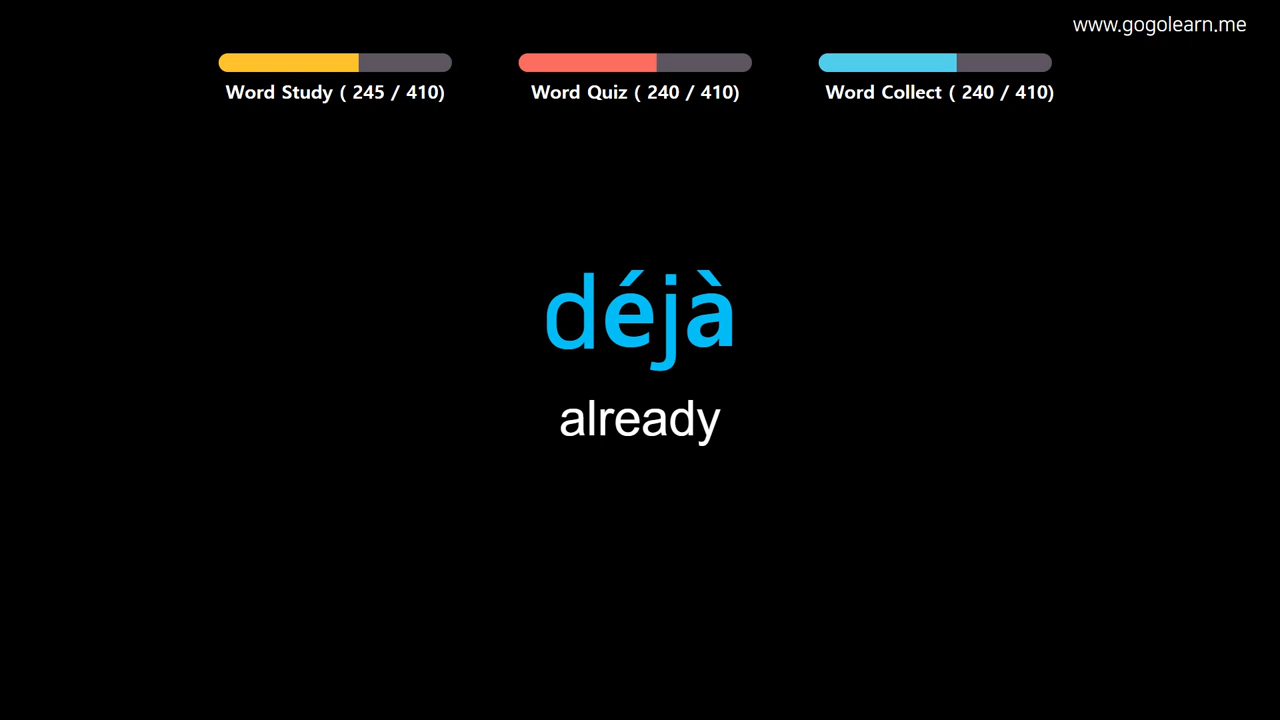 www.gogolearn.me
Word Study ( 245 / 410)
Word Quiz ( 240 / 410)
Word Collect ( 240 / 410)
déjà
already